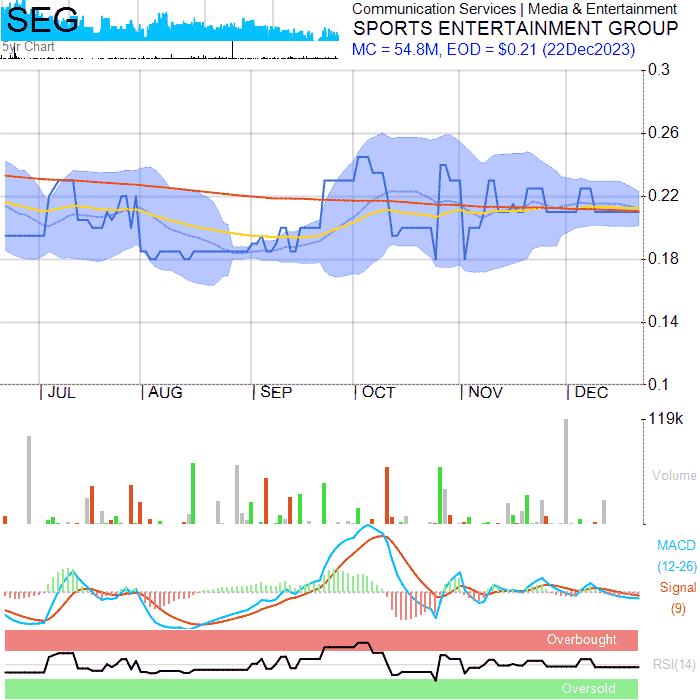 SEG
5yr Chart
Communication Services | Media & Entertainment
SPORTS ENTERTAINMENT GROUP
MC = 54.8M, EOD = $0.21 (22Dec2023)
0.3
0.26
0.22
0.18
0.14
0.1
JUL AUG SEP OCT NOV DEC
119k
Volume
MACD
(12-26)
Signal
(9)
Overbought
RSI(14)
Oversold